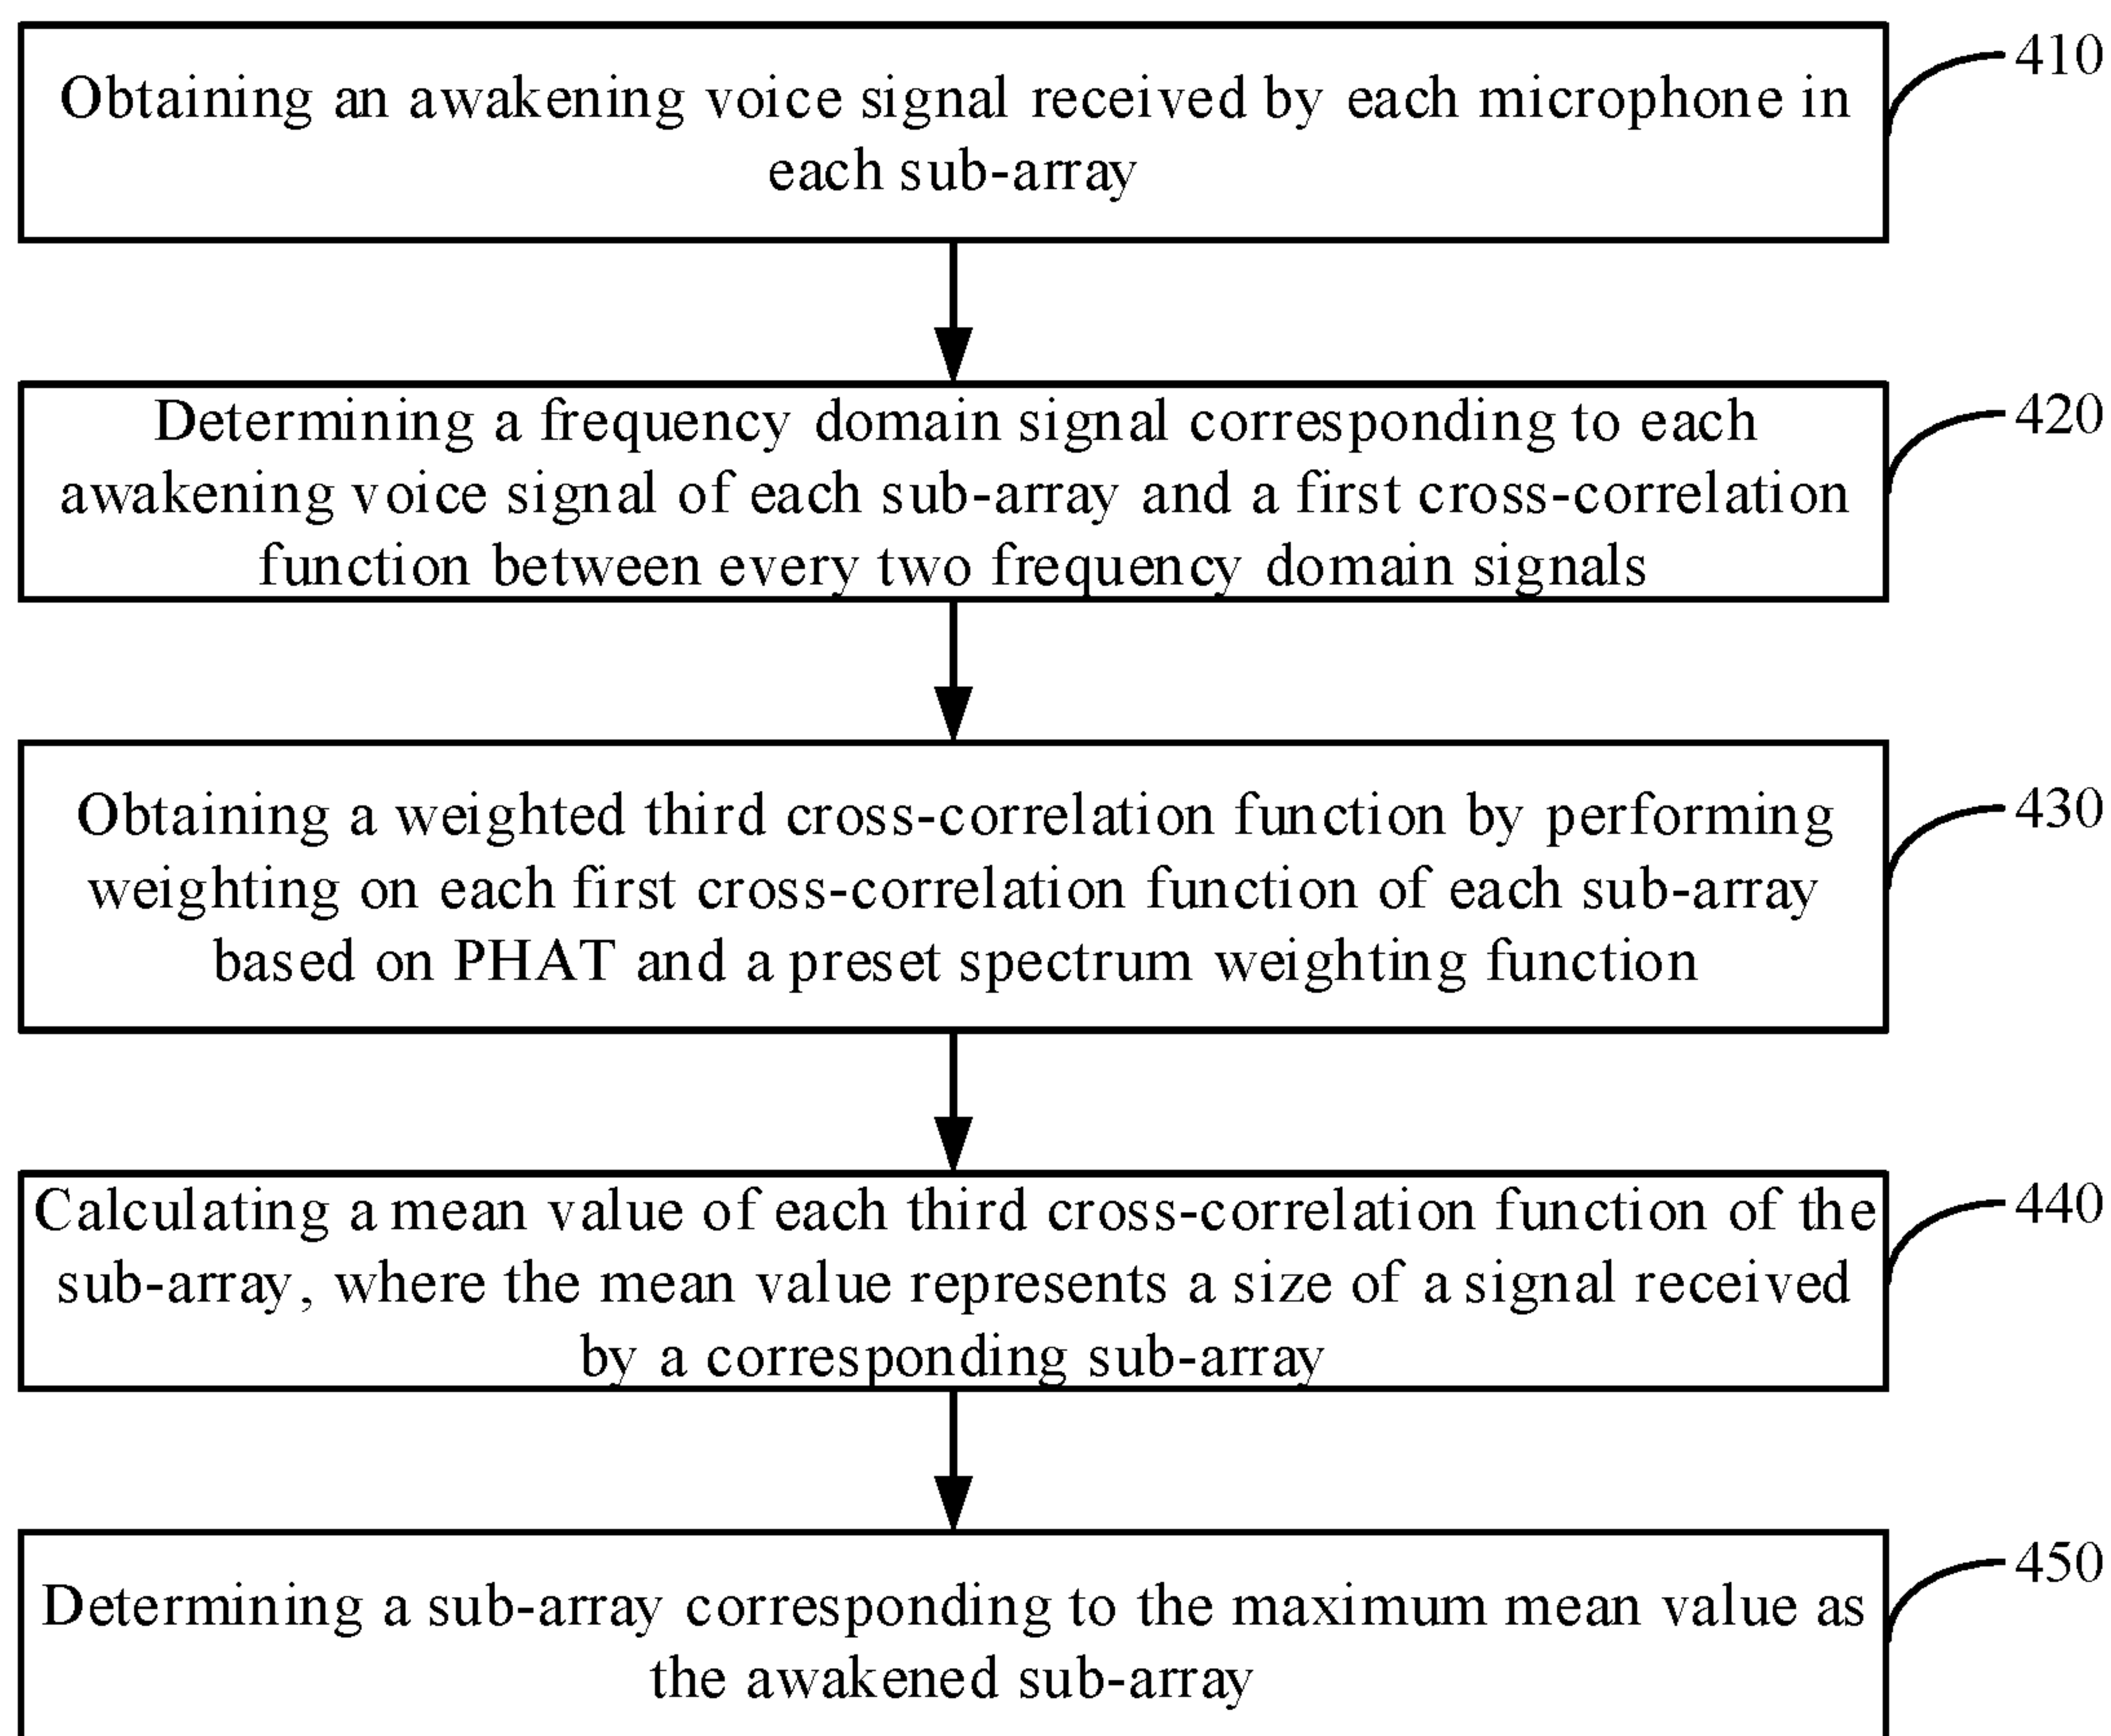 Obtaining an awakening voice signal received by each microphone in
each sub-array
410
Determining a frequency domain signal corresponding to each
awakening voice signal of each sub-array and a first cross-correlation
function between every two frequency domain signals
420
Obtaining a weighted third cross-correlation function by performing
weighting on each first cross-correlation function of each sub-array
based on PHAT and a preset spectrum weighting function
430
Calculating a mean value of each third cross-correlation function of the
sub-array, where the mean value represents a size of a signal received
by a corresponding sub-array
440
Determining a sub-array corresponding to the maximum mean value as
the awakened sub-array
450